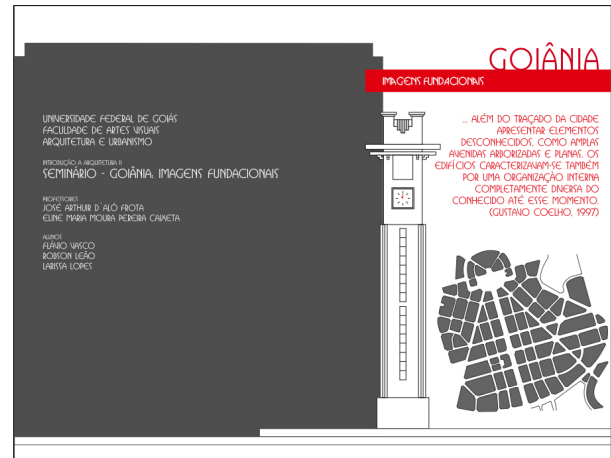 GOIÂNIA
IMAGENS FUNDACIONAIS
UNIVERSIDADE FEDERAL DE GOIÁS
FACULDADE DE ARTES VISUAIS
ARQUITETURA E URBANISMO
INTRODUÇÃO A ARQUITETURA II
SEMINÁRIO - GOIÂNIA: IMAGENS FUNDACIONAIS
PROFESSORES
JOSÉ ARTHUR D'ALÓ FROTA
ELINE MARIA MOURA PEREIRA CAIXETA
ALUNOS
FLÁVIO VASCO
ROBSON LEÃO
LARISSA LOPES
... ALÉM DO TRAÇADO DA CIDADE
APRESENTAR ELEMENTOS
DESCONHECIDOS, COMO AMPLAS
AVENIDAS ARBORIZADAS E PLANAS, OS
EDIFÍCIOS CARACTERIZAVAM-SE TAMBÉM
POR UMA ORGANIZAÇÃO INTERNA
COMPLETAMENTE DIVERSA DO
CONHECIDO ATÉ ESSE MOMENTO.
(GUSTAVO COELHO, 1997)